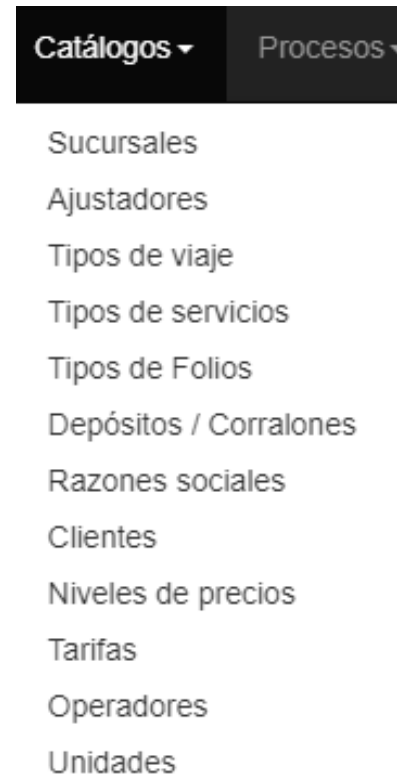 Catálogos Procesos
Sucursales
Ajustadores
Tipos de viaje
Tipos de servicios
Tipos de Folios
Depósitos / Corralones
Razones sociales
Clientes
Niveles de precios
Tarifas
Operadores
Unidades